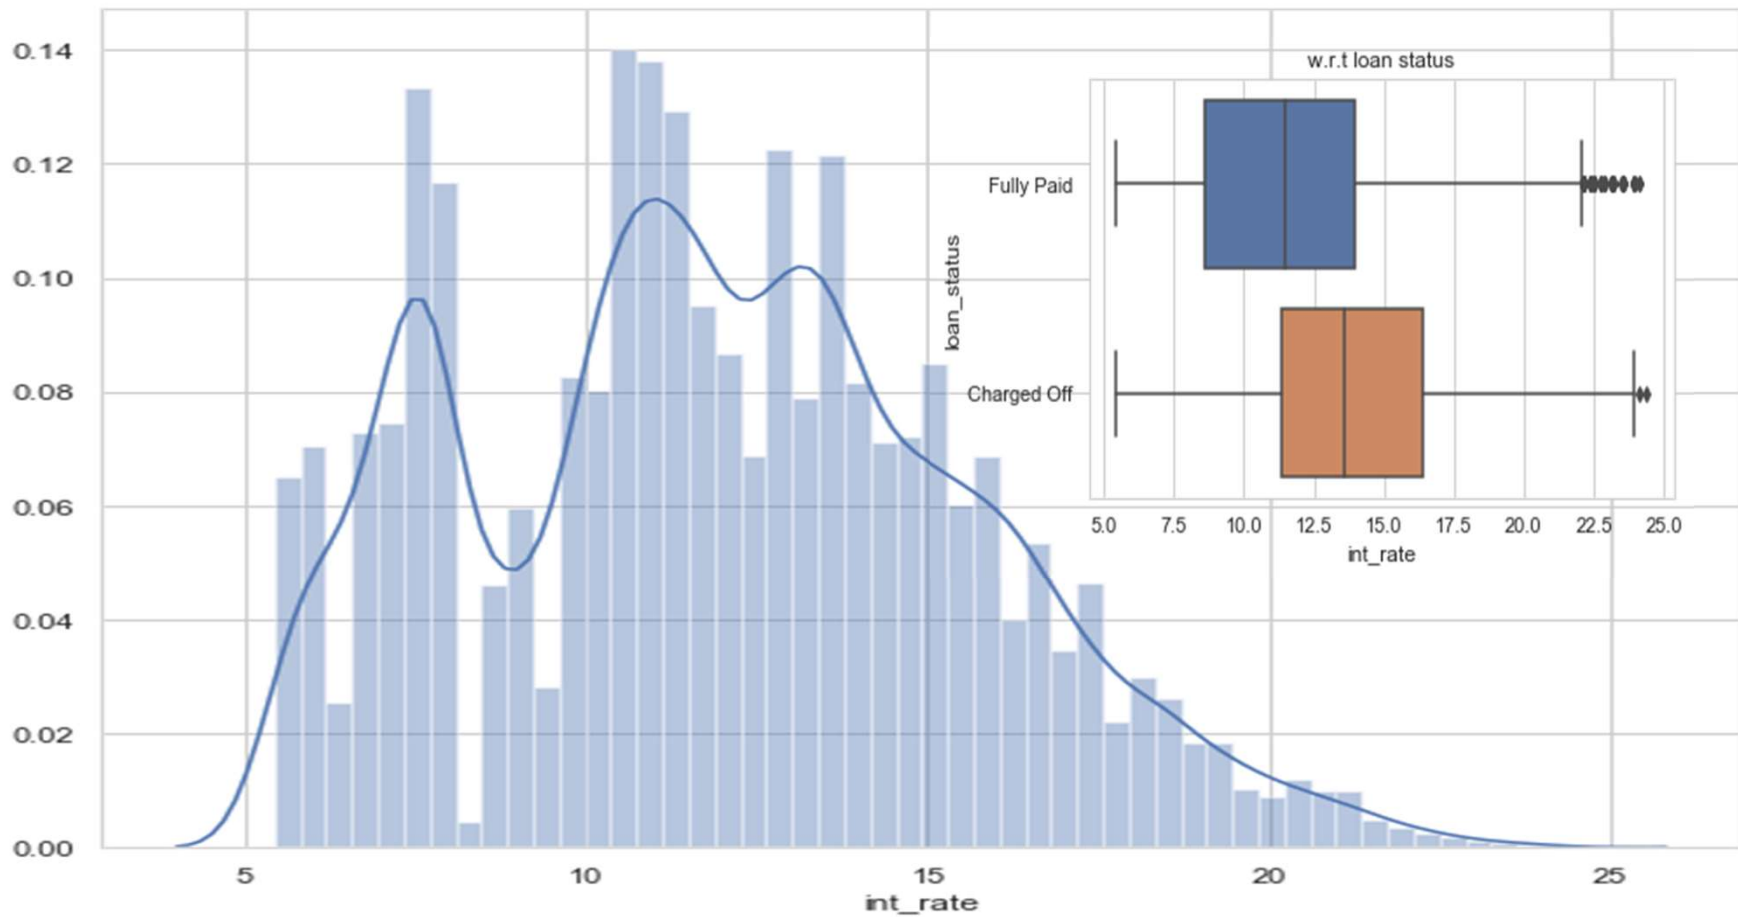 0.14
0.12
0.10
0.08
0.06
0.04
0.02
0.00
5 10 15 20 25
int_rate
w.r.t loan status
loan_status
Fully Paid
Charged Off
5.0 7.5 10.0 12.5 15.0 17.5 20.0 22.5 25.0
int_rate